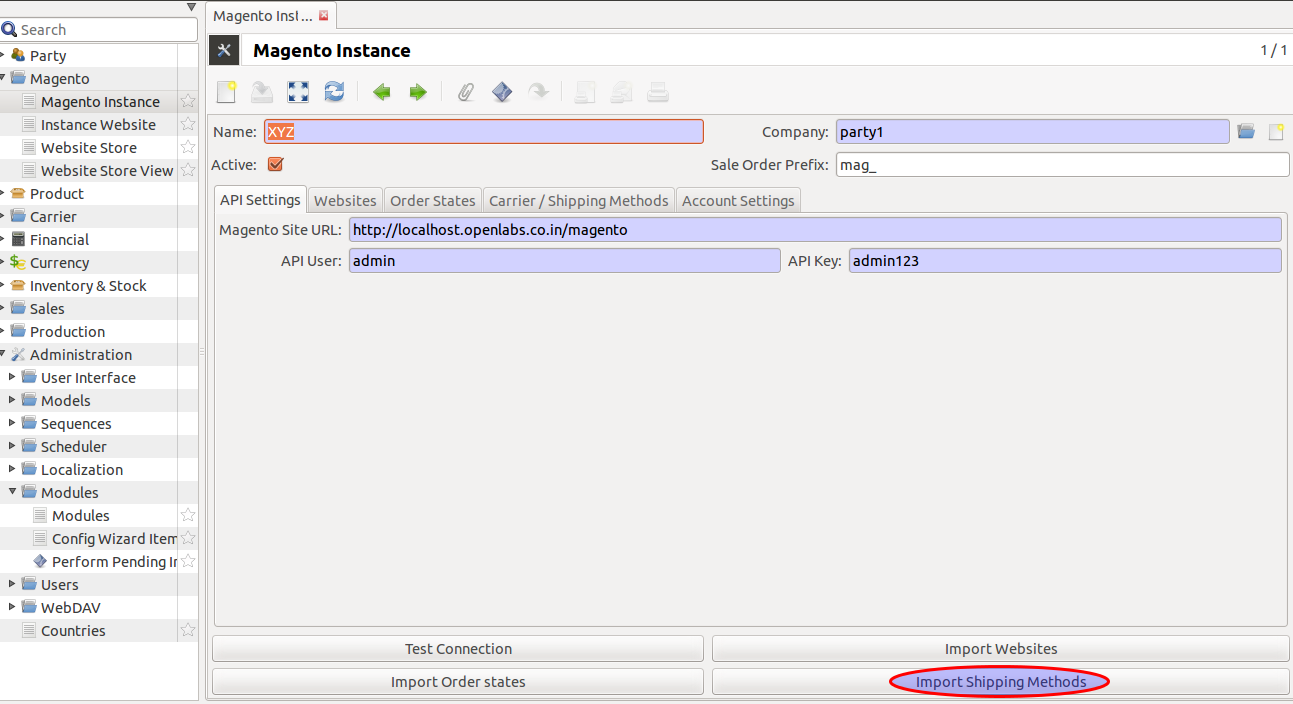 Magento Inst...
Search
Party
Magento
Magento Instance
Instance Website
Website Store
Website Store View
Product
Carrier
Financial
Currency
Inventory & Stock
Sales
Production
Administration
User Interface
Models
Sequences
Scheduler
Localization
Modules
Modules
Config Wizard Item
Perform Pending In
Users
WebDAV
Countries
Magento Instance 1 / 1
Name: XYZ Company: party1
Active: Sale Order Prefix: mag_
API Settings Websites Order States Carrier / Shipping Methods Account Settings
Magento Site URL: http://localhost.openlabs.co.in/magento
API User: admin API Key: admin123
Test Connection Import Websites
Import Order states Import Shipping Methods